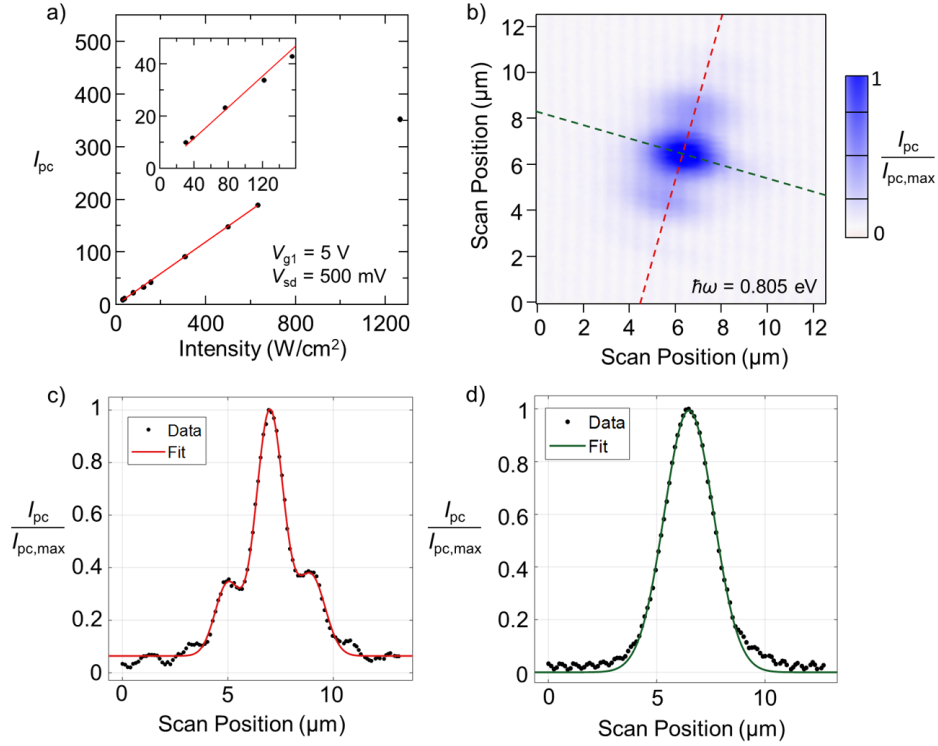 a)
I_pc
500
400
300
200
100
0
40
20
0
0
40
80
120
V_g1 = 5 V
V_sd = 500 mV
0
400
800
1200
Intensity (W/cm²)
b)
Scan Position (µm)
12
10
8
6
4
2
0
ħω = 0.805 eV
0
2
4
6
8
10
12
Scan Position (µm)
1
0
I_pc
I_pc,max
c)
I_pc
I_pc,max
1
0.8
0.6
0.4
0.2
0
Data
Fit
0
5
10
Scan Position (µm)
d)
I_pc
I_pc,max
1
0.8
0.6
0.4
0.2
0
Data
Fit
0
5
10
Scan Position (µm)